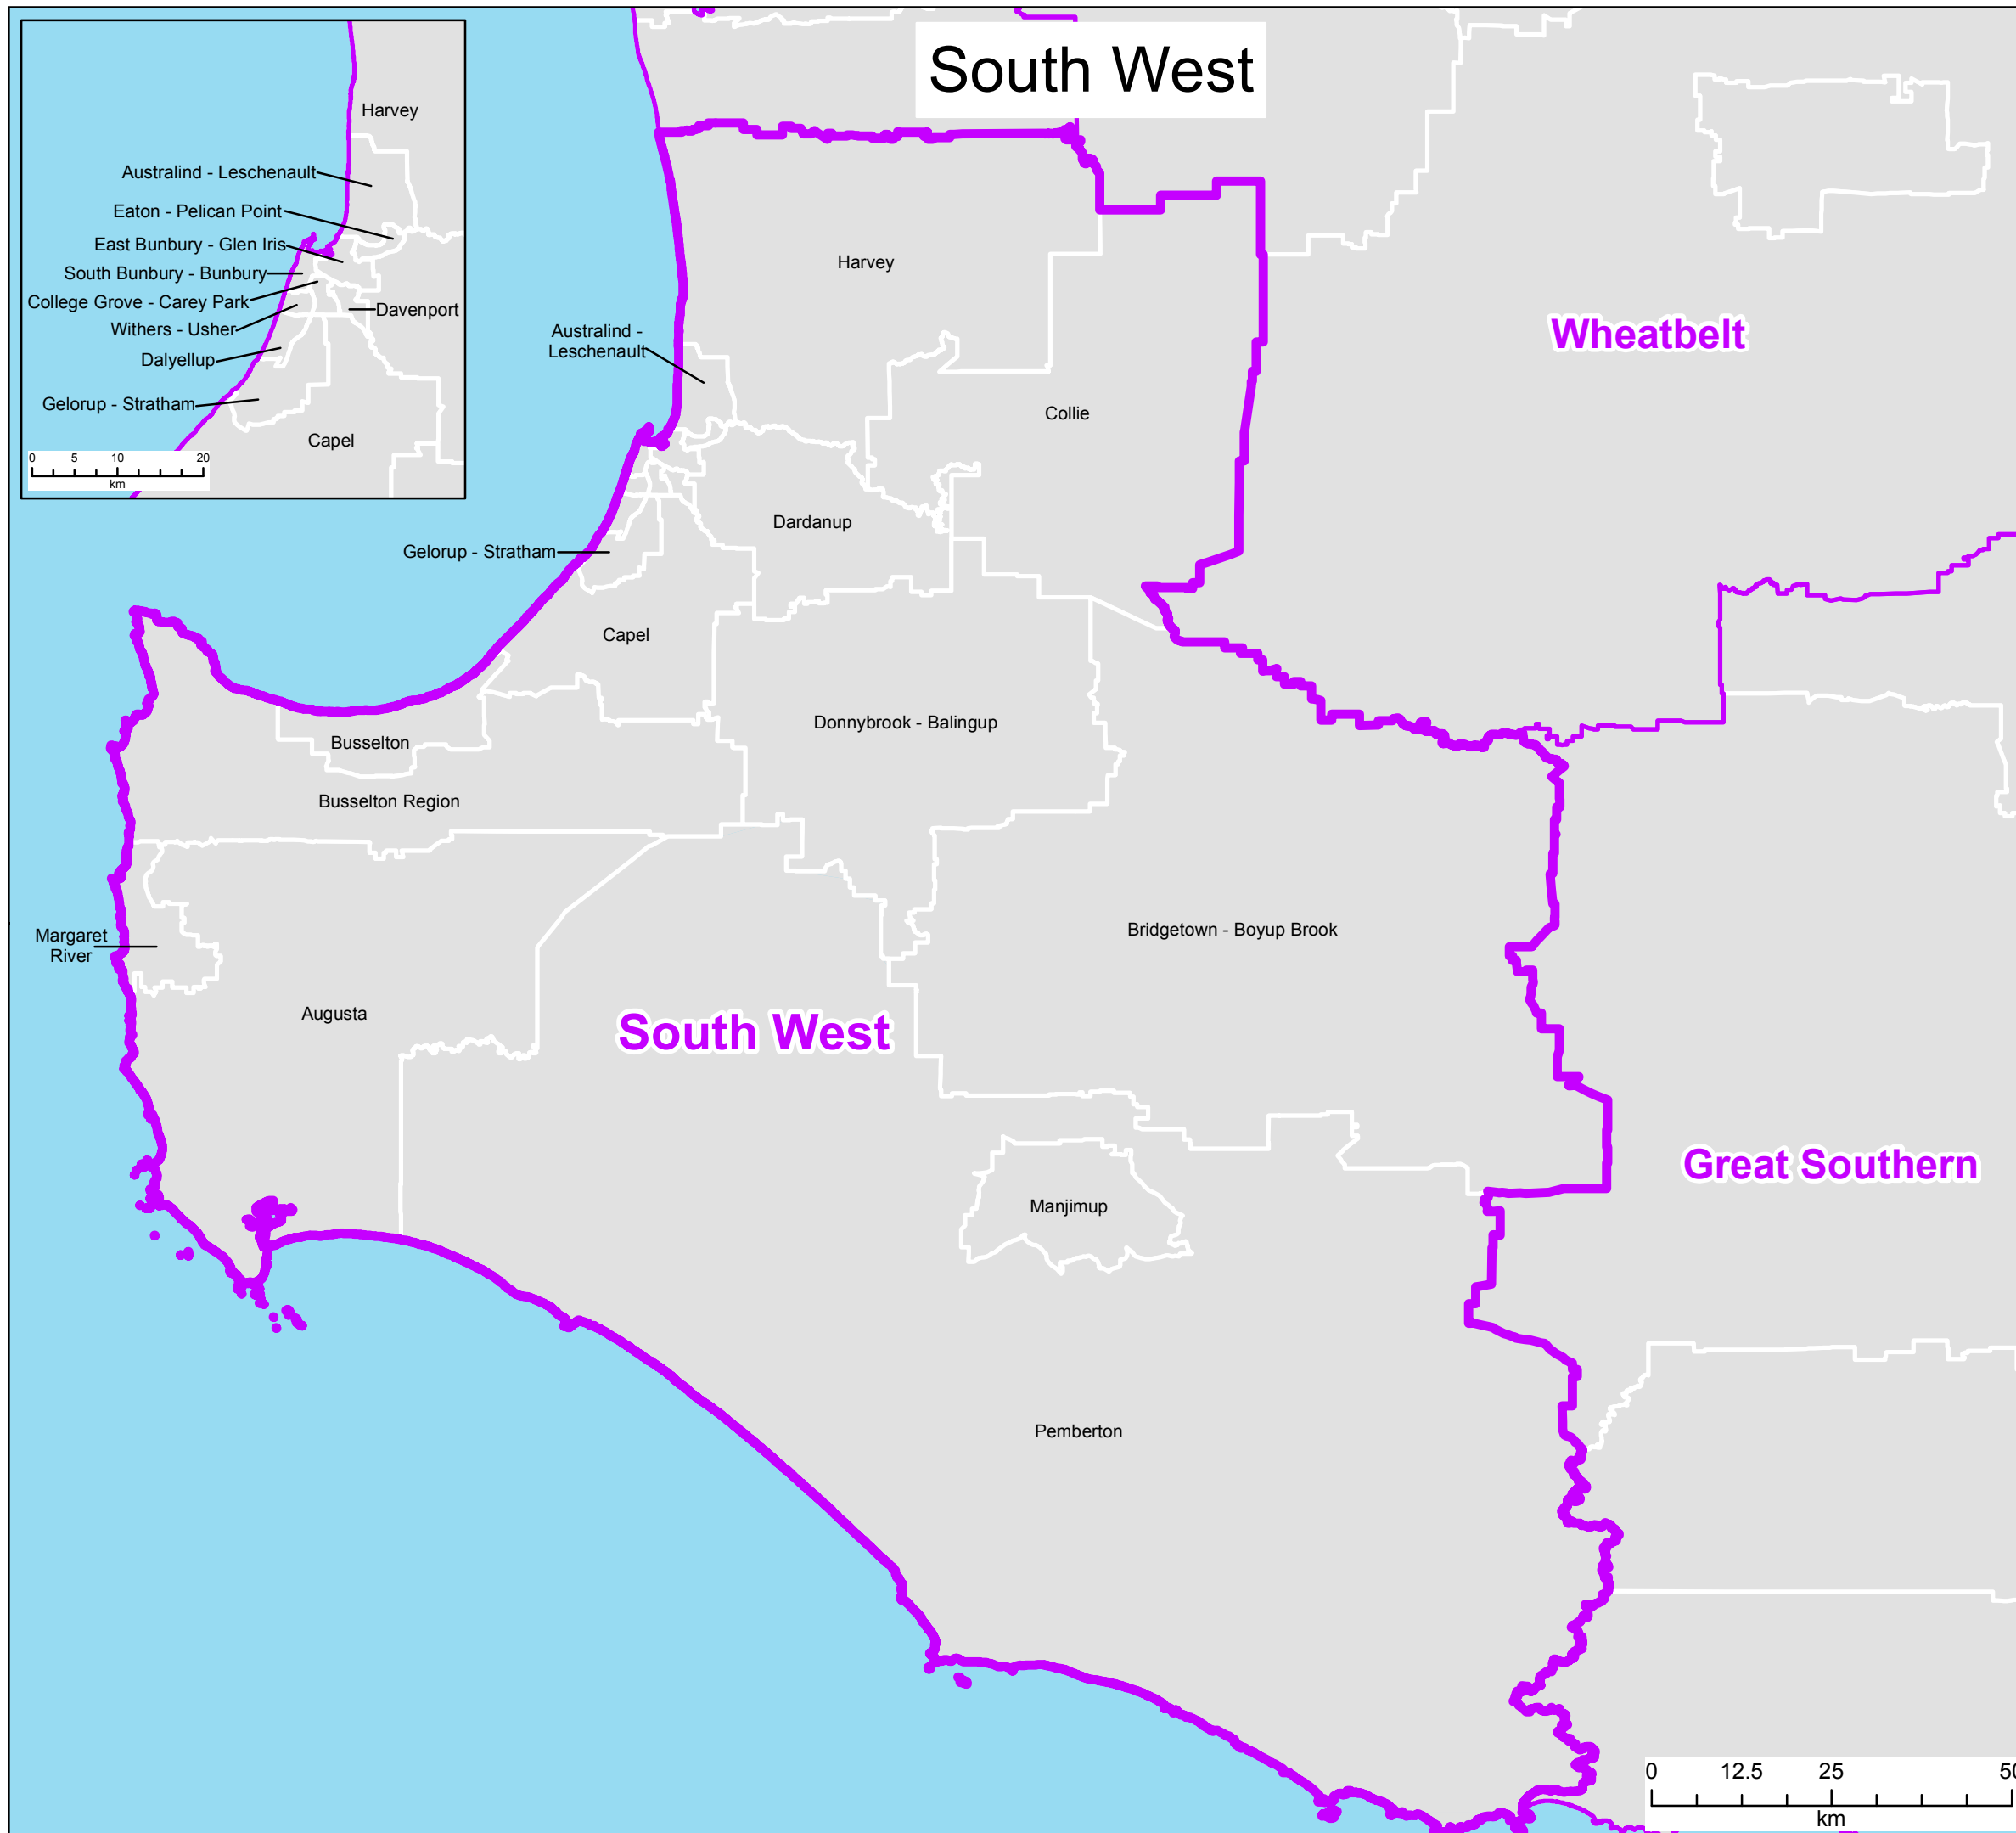 South West
Harvey
Australind - Leschenault
Eaton - Pelican Point
East Bunbury - Glen Iris
South Bunbury - Bunbury
College Grove - Carey Park
Davenport
Withers - Usher
Dalyellup
Gelorup - Stratham
Capel
0 5 10 20
km
Harvey
Wheatbelt
Australind -
Leschenault
Collie
Dardanup
Gelorup - Stratham
Capel
Donnybrook - Balingup
Busselton
Busselton Region
Bridgetown - Boyup Brook
Margaret
River
Augusta
South West
Great Southern
Manjimup
Pemberton
0 12.5 25
km